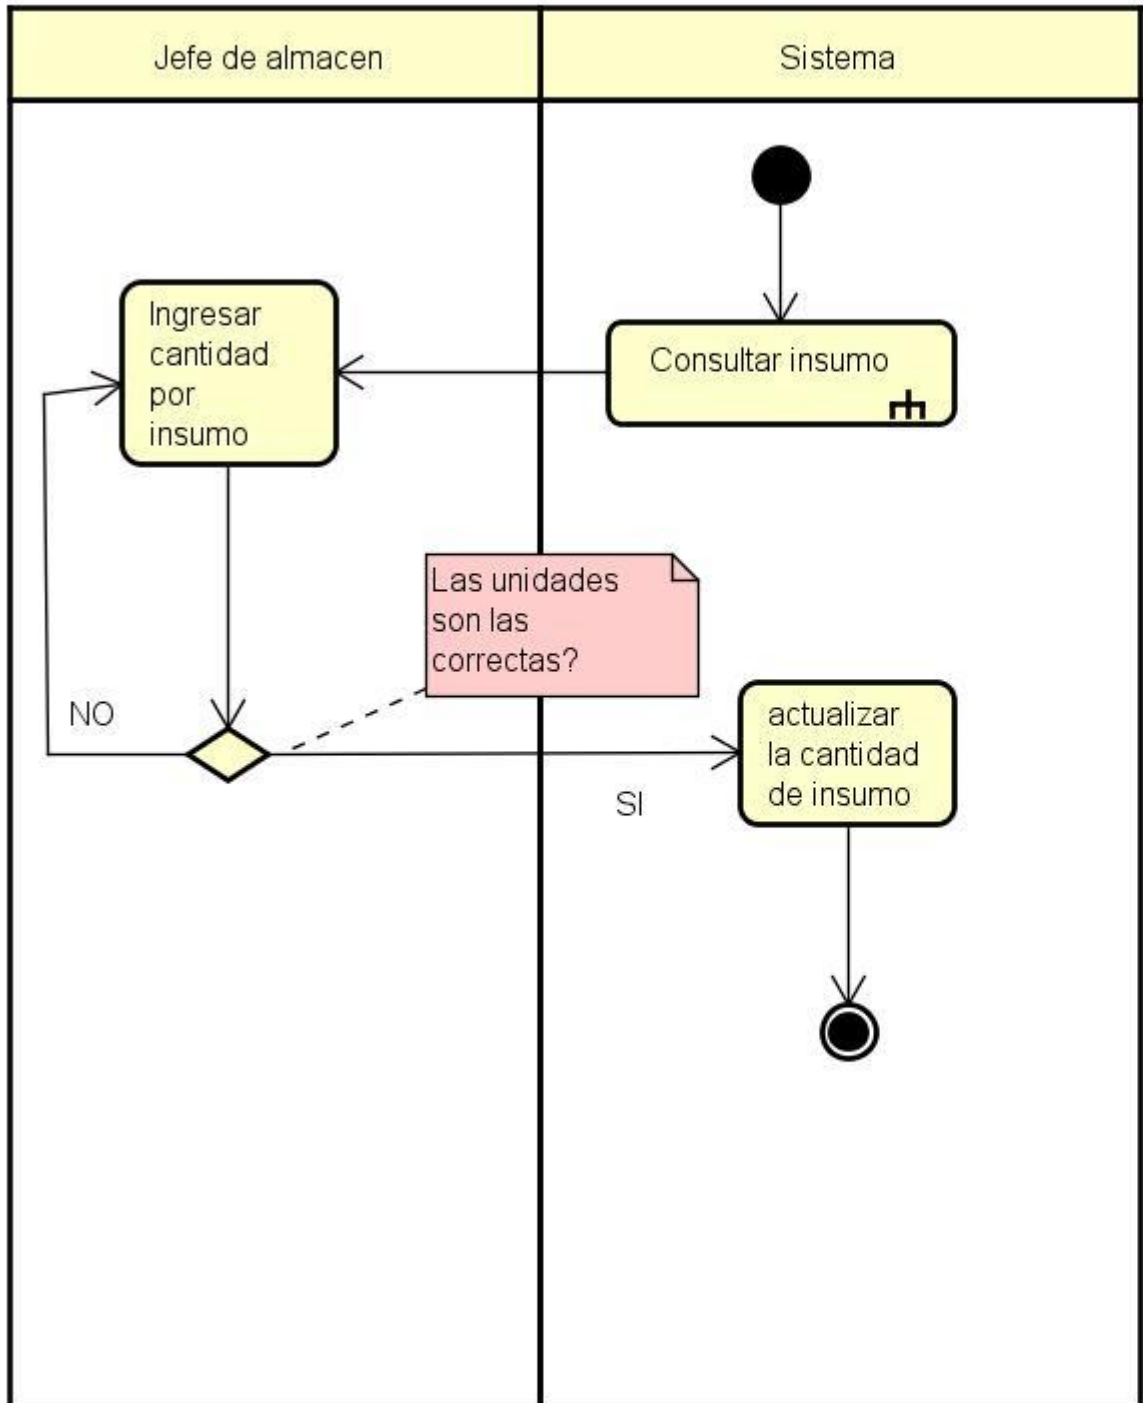 Jefe de almacen
Sistema
Ingresar
cantidad
por
insumo
Consultar insumo
Las unidades
son las
correctas?
NO
SI
actualizar
la cantidad
de insumo